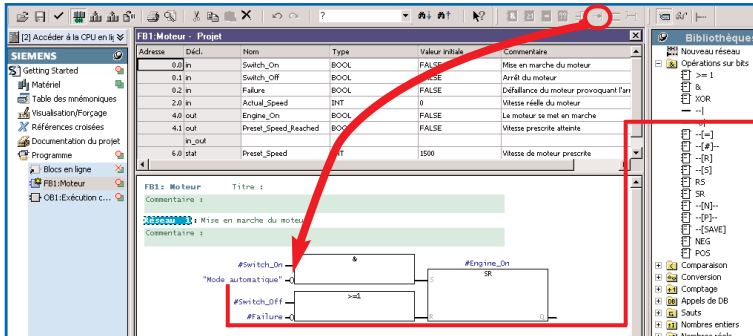 ?
[2] Accéder à la CPU en lig
FB1:Moteur - Projet
Bibliothèques
SIEMENS
Getting Started
Matériel
Table des mnémoniques
Visualisation/Forçage
Références croisées
Documentation du projet
Programme
Blocs en ligne
FB1:Moteur
OB1:Exécution c...
Adresse Décl. Nom Type Valeur initiale Commentaire
0.0 in Switch_On BOOL FALSE Mise en marche du moteur
0.1 in Switch_Off BOOL FALSE Arrêt du moteur
0.2 in Failure BOOL FALSE Défaillance du moteur provoquant l'arr
2.0 in Actual_Speed INT 0 Vitesse réelle du moteur
4.0 out Engine_On BOOL FALSE Le moteur se met en marche
4.1 out Preset_Speed_Reached BOOL FALSE Vitesse prescrite atteinte
in_out
6.0 stat Preset_Speed INT 1500 Vitesse de moteur prescrite
FB1: Moteur Titre :
Commentaire :
Réseau 1: Mise en marche du moteur
Commentaire :
#Switch_On
&
"Mode automatique"
#Engine_On
SR
S
#Switch_Off
>=1
#Failure
R Q
Nouveau réseau
Opérations sur bits
>= 1
&
XOR
--|
--o|
--[=]
--[#]--
--[R]
--[S]
RS
SR
--[N]--
--[P]--
--[SAVE]
NEG
POS
Comparaison
Conversion
Comptage
DB Appels de DB
Sauts
Nombres entiers
Nombres réels